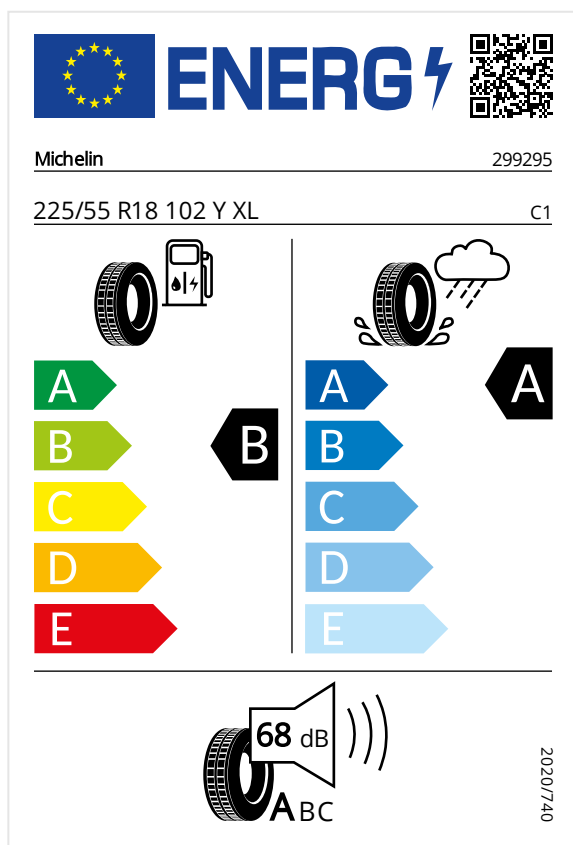 ENERG
Michelin 299295
225/55 R18 102 Y XL C1
A A A
B B B
C C
D D
E E
68 dB
ABC
2020/740